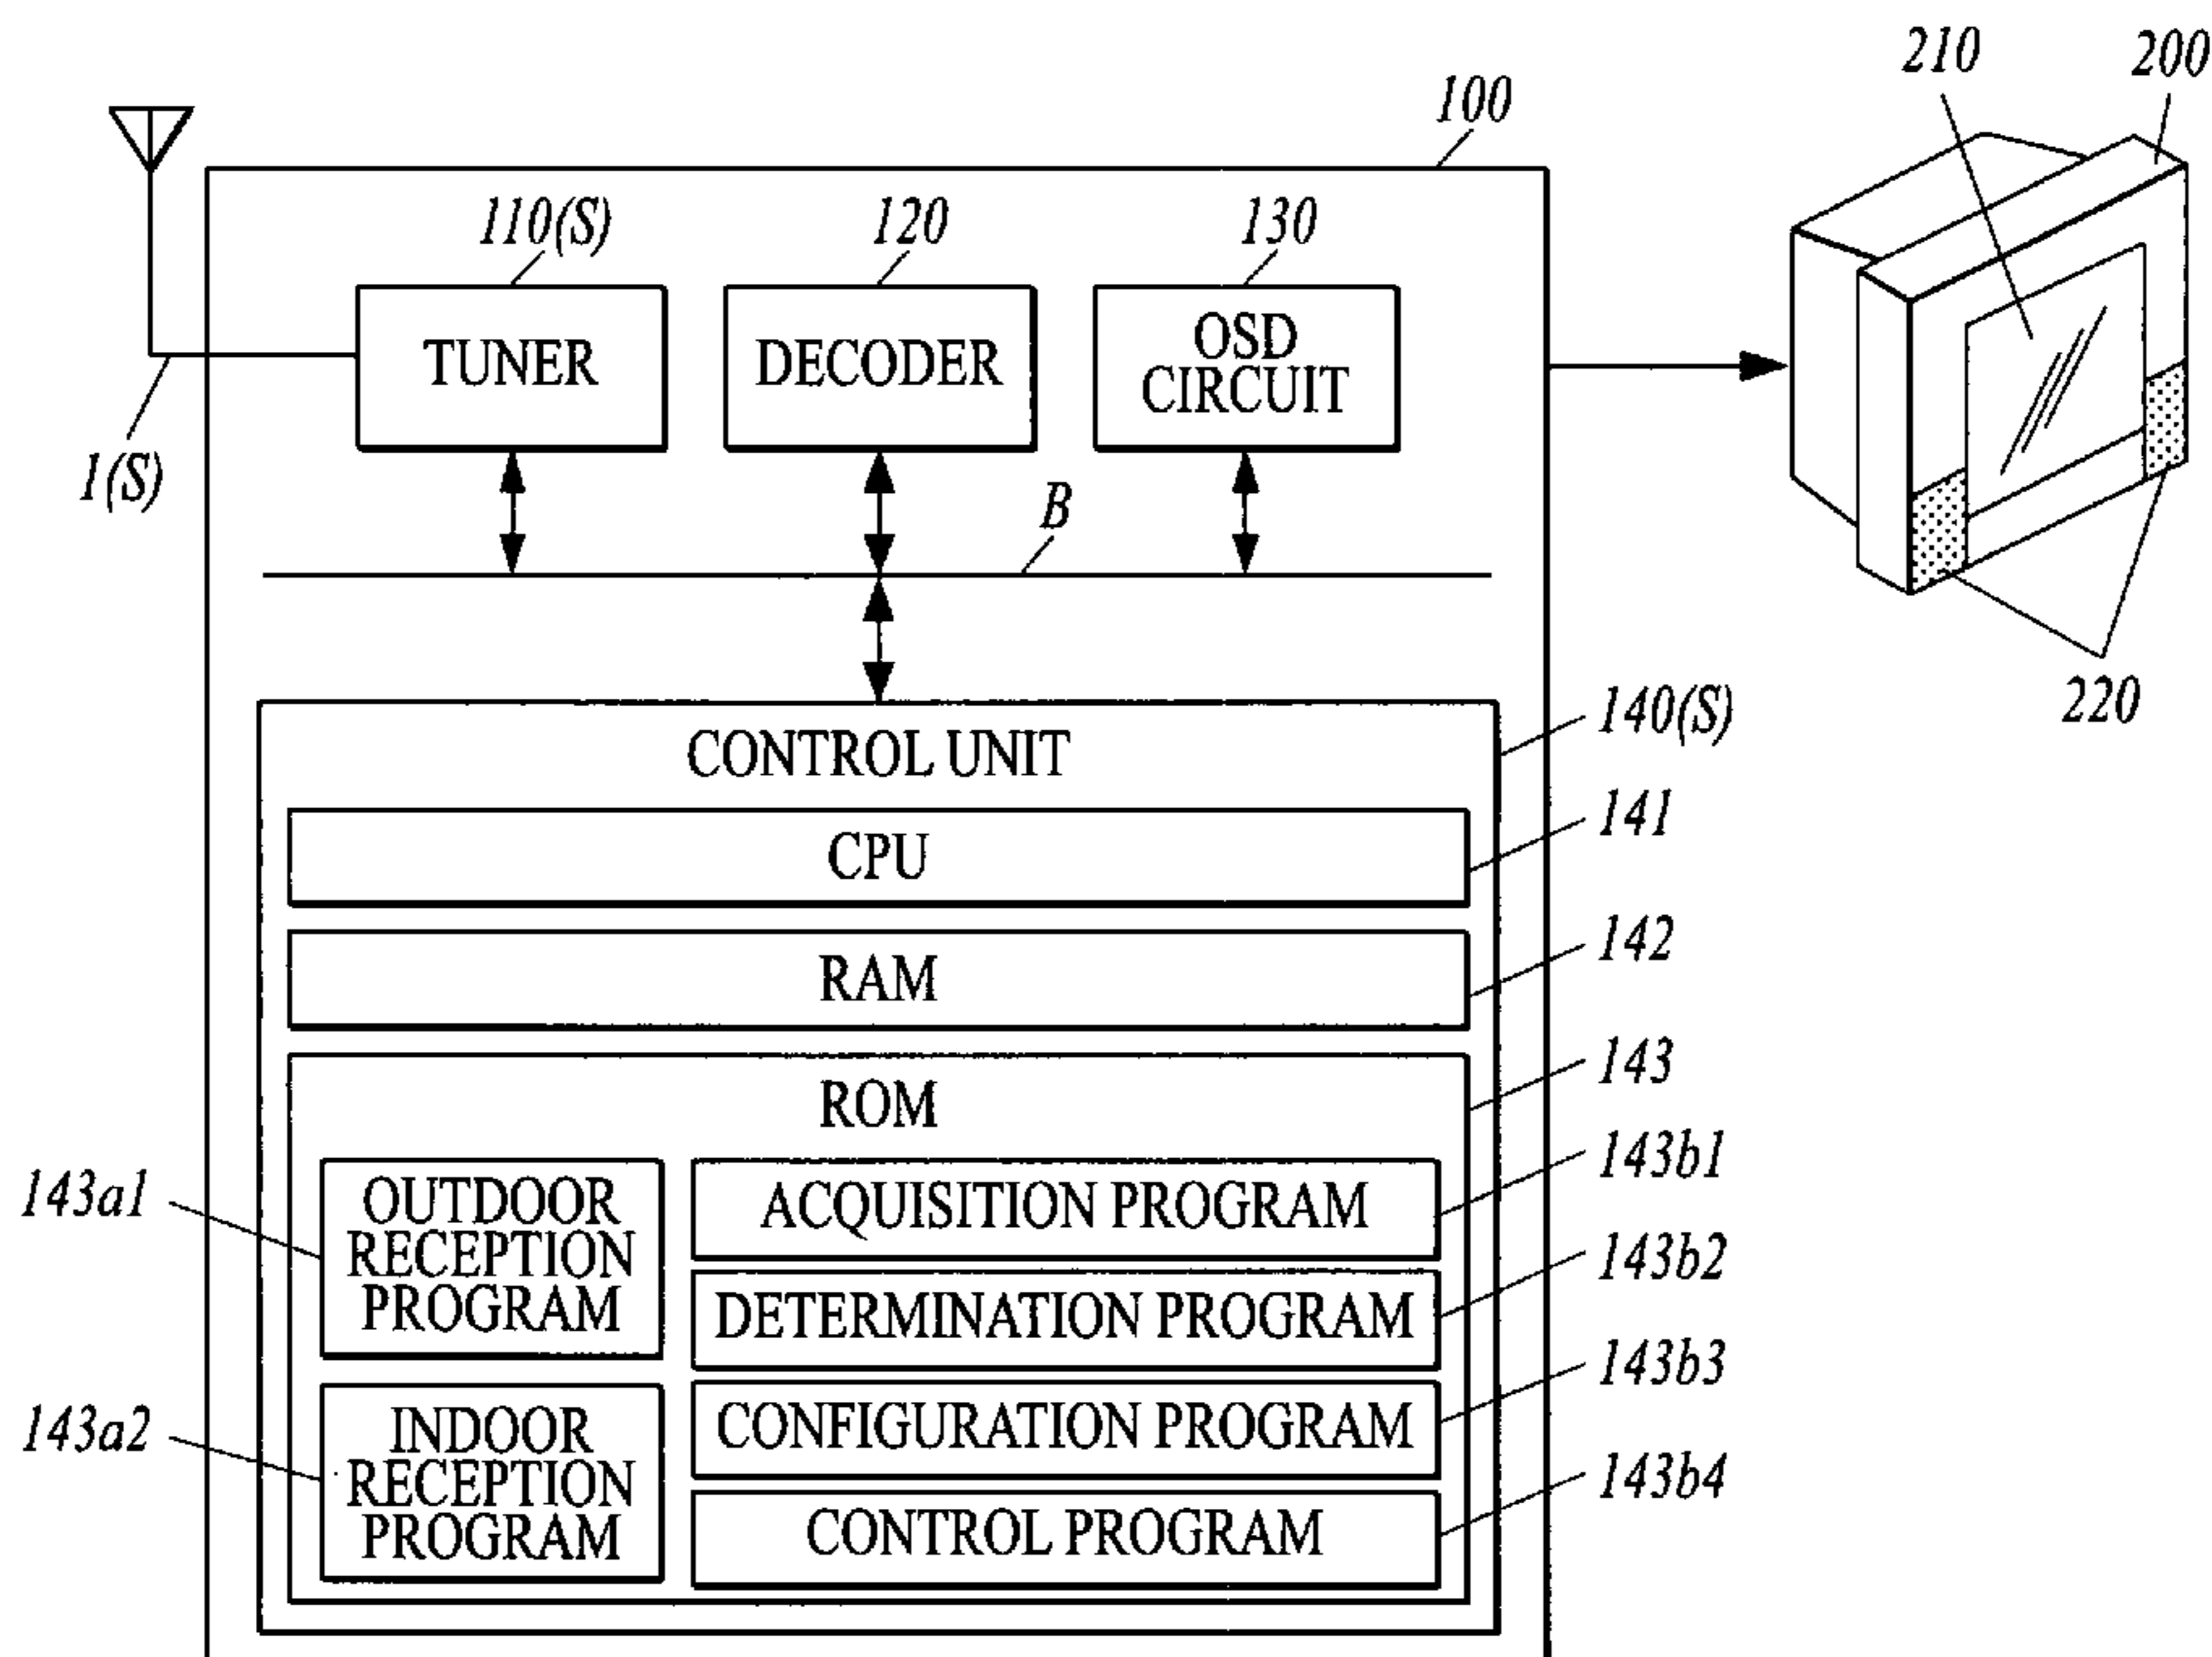 210
200
100
110(S)
120
130
TUNER
DECODER
OSD
CIRCUIT
1(S)
B
220
140(S)
CONTROL UNIT
141
CPU
142
RAM
143
ROM
143b1
143a1
OUTDOOR
RECEPTION
PROGRAM
ACQUISITION PROGRAM
143b2
DETERMINATION PROGRAM
143b3
143a2
INDOOR
RECEPTION
PROGRAM
CONFIGURATION PROGRAM
143b4
CONTROL PROGRAM